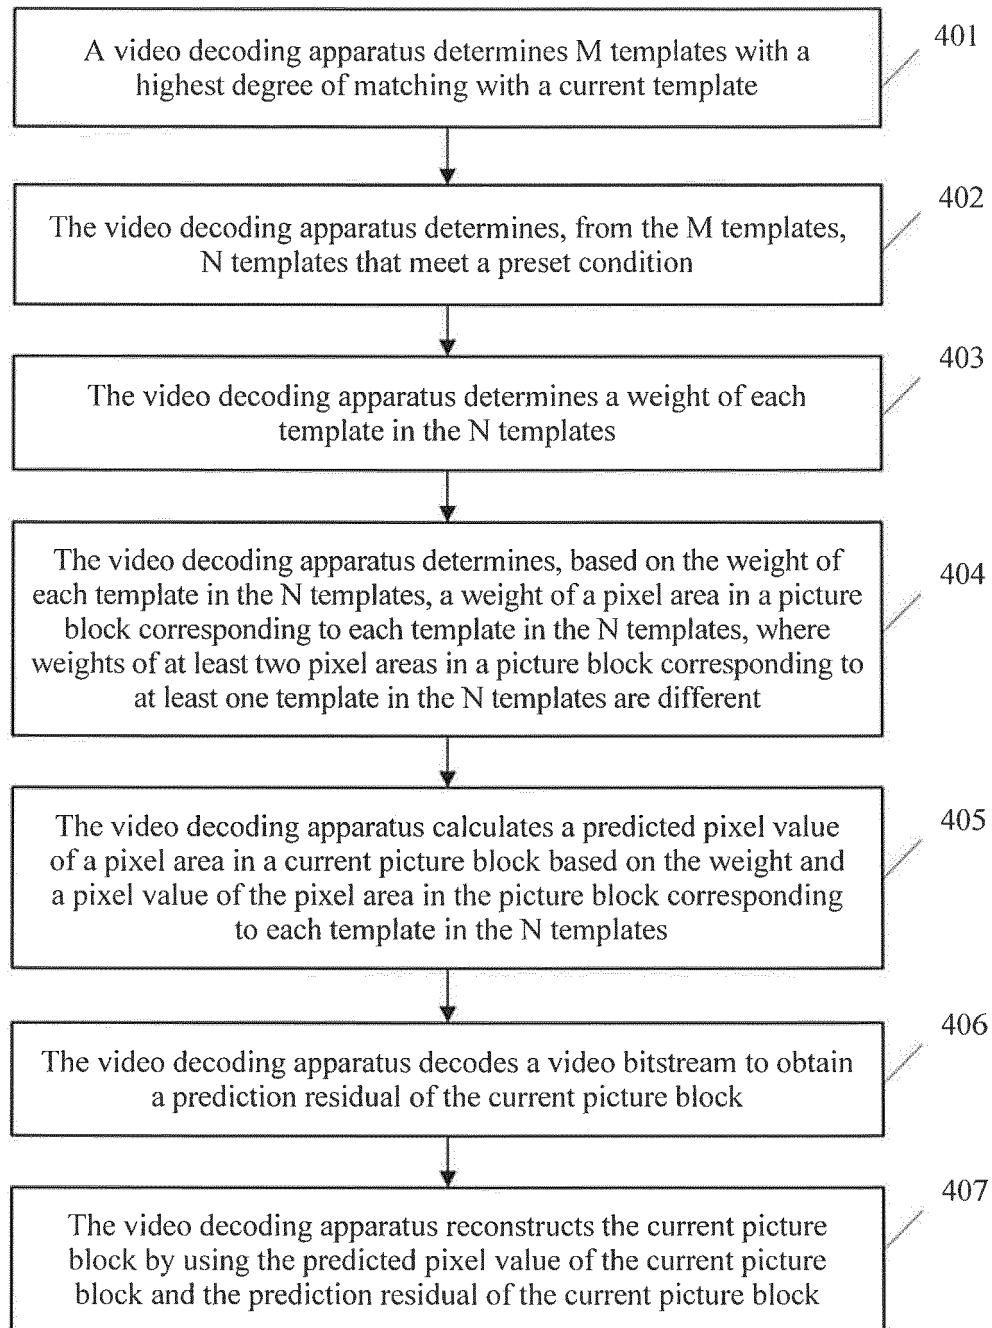 A video decoding apparatus determines M templates with a
highest degree of matching with a current template
401
The video decoding apparatus determines, from the M templates,
N templates that meet a preset condition
402
The video decoding apparatus determines a weight of each
template in the N templates
403
The video decoding apparatus determines, based on the weight of
each template in the N templates, a weight of a pixel area in a picture
block corresponding to each template in the N templates, where
weights of at least two pixel areas in a picture block corresponding to
at least one template in the N templates are different
404
The video decoding apparatus calculates a predicted pixel value
of a pixel area in a current picture block based on the weight and
a pixel value of the pixel area in the picture block corresponding
to each template in the N templates
405
The video decoding apparatus decodes a video bitstream to obtain
a prediction residual of the current picture block
406
The video decoding apparatus reconstructs the current picture
block by using the predicted pixel value of the current picture
block and the prediction residual of the current picture block
407